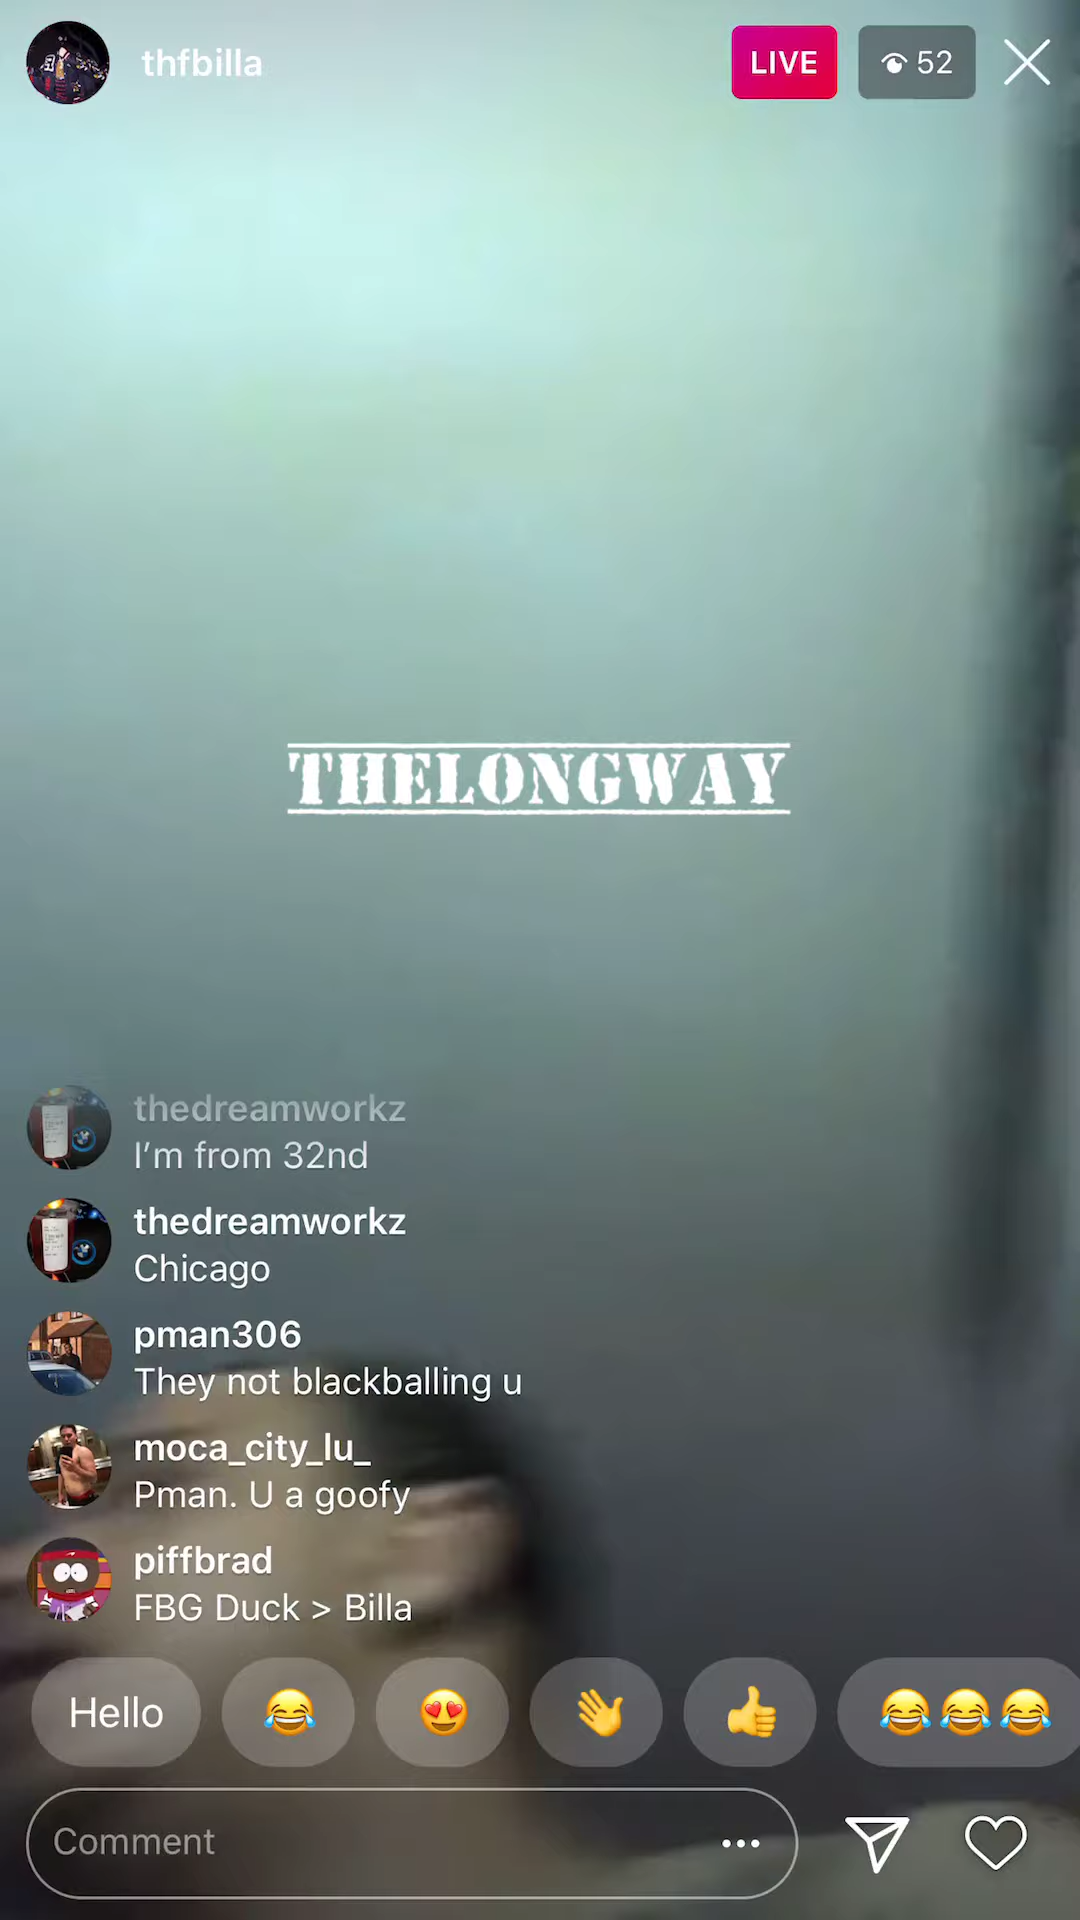 thfbilla
LIVE
52
THELONGWAY
thedreamworkz
I’m from 32nd
thedreamworkz
Chicago
pman306
They not blackballing u
moca_city_lu_
Pman. U a goofy
piffbrad
FBG Duck > Billa
Hello
Comment